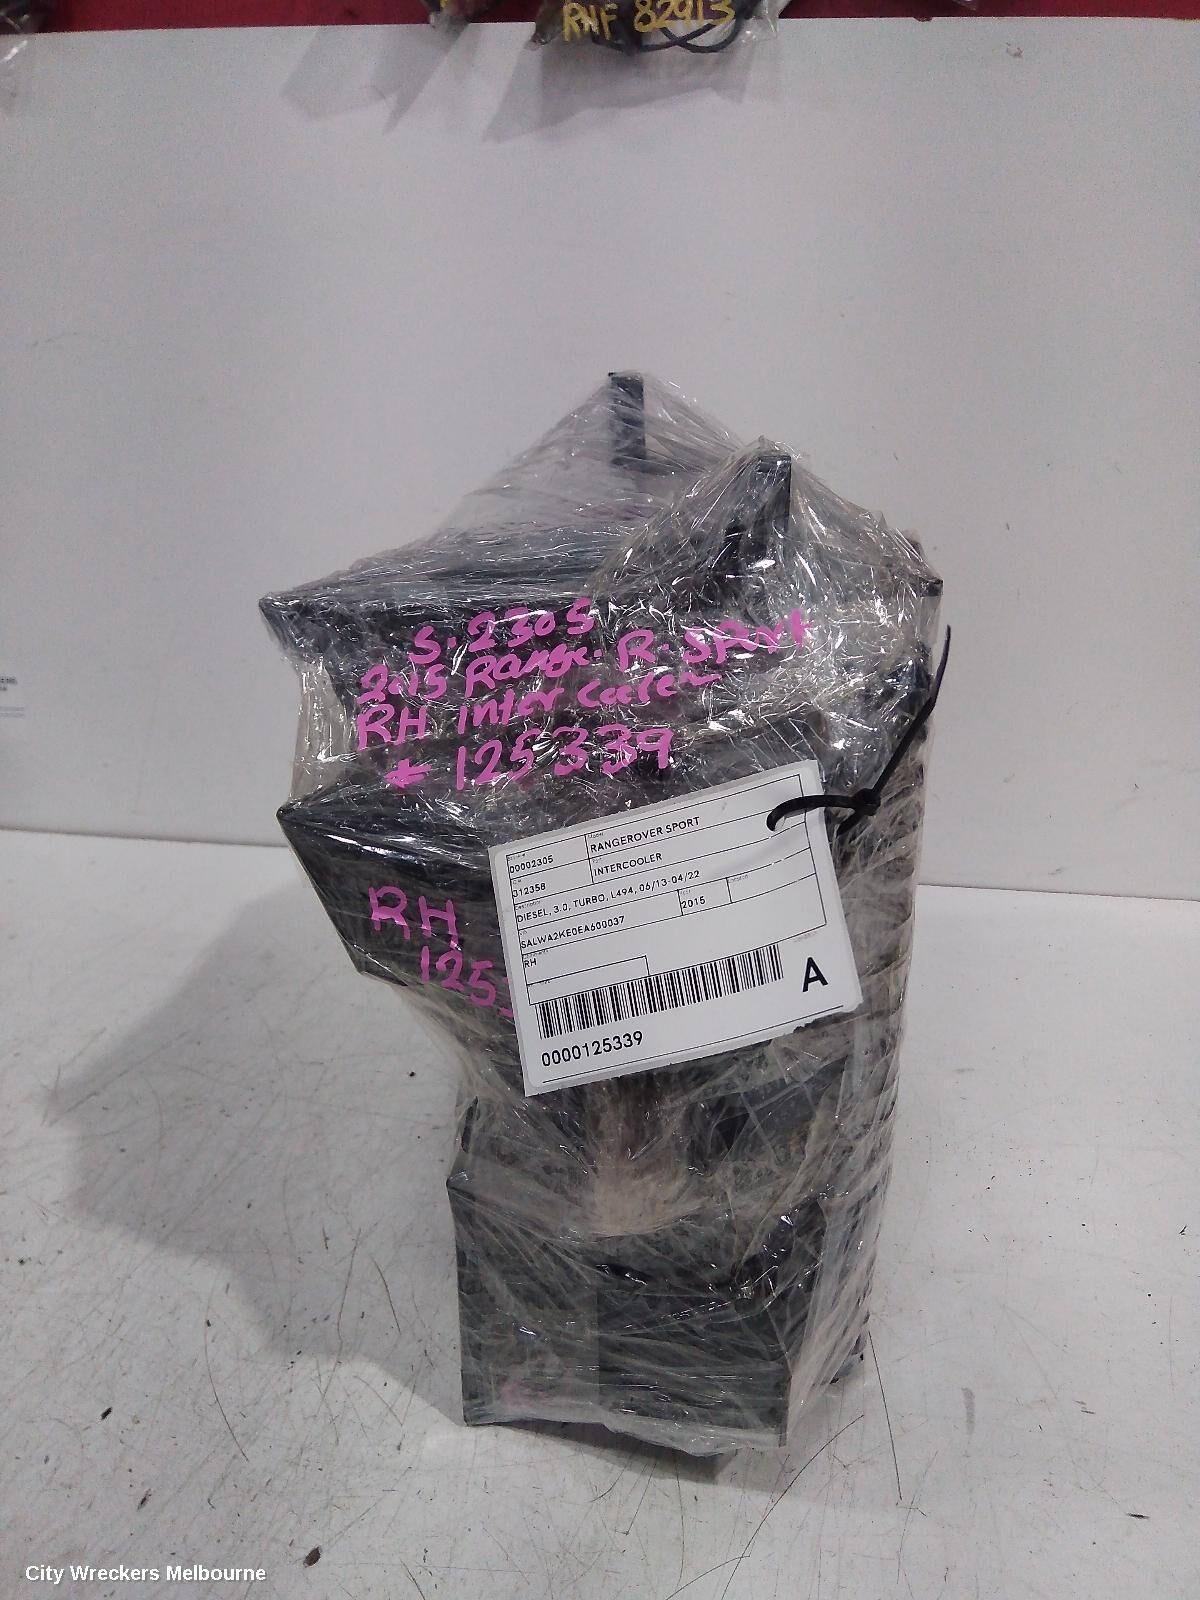 RHF 82913
S.2305
2015 Range. R. SPort
RH inter cooler
125339
RH
125
Model
RANGEROVER SPORT
00002305
INTERCOOLER
012358
DIESEL, 3.0, TURBO, L494, 06/13-04/22
SALWA2KE0EA600037
2015
RH
A
0000125339
City Wreckers Melbourne